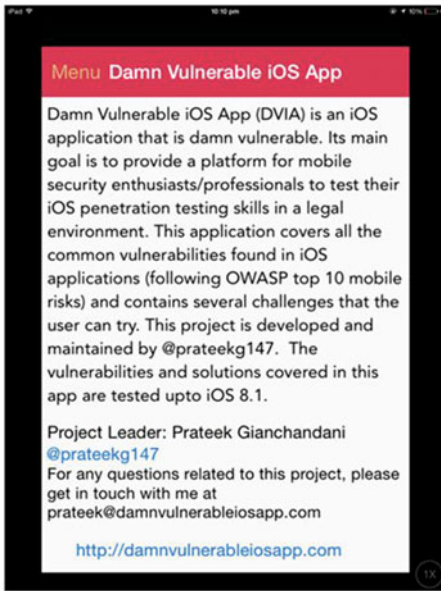 iPad 10:10 pm 10%
Menu Damn Vulnerable iOS App
Damn Vulnerable iOS App (DVIA) is an iOS
application that is damn vulnerable. Its main
goal is to provide a platform for mobile
security enthusiasts/professionals to test their
iOS penetration testing skills in a legal
environment. This application covers all the
common vulnerabilities found in iOS
applications (following OWASP top 10 mobile
risks) and contains several challenges that the
user can try. This project is developed and
maintained by @prateekg147. The
vulnerabilities and solutions covered in this
app are tested upto iOS 8.1.
Project Leader: Prateek Gianchandani
@prateekg147
For any questions related to this project, please
get in touch with me at
prateek@damnvulnerableiosapp.com
http://damnvulnerableiosapp.com
1X